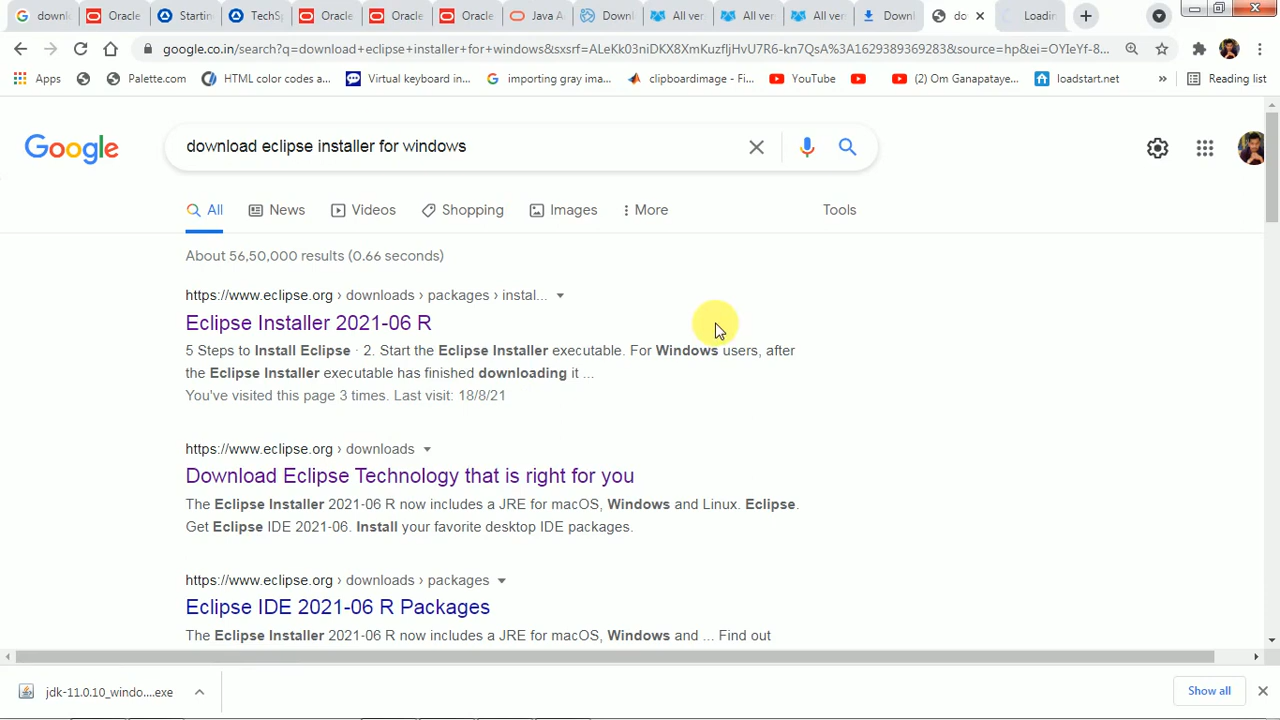 downl
Oracle
Startin
TechSp
Oracle
Oracle
Oracle
Java A
Downl
All ver
All ver
All ver
Downl
do
Loadin
google.co.in/search?q=download+eclipse+installer+for+windows&sxsrf=ALeKk03niDKX8XmKuzfIjHvU7R6-kn7QsA%3A1629389369283&source=hp&ei=OYIeYf-8...
Apps
Palette.com
HTML color codes a...
Virtual keyboard in...
importing gray ima...
clipboardimage - Fi...
YouTube
(2) Om Ganapataye...
loadstart.net
»
Reading list
Google
download eclipse installer for windows
All
News
Videos
Shopping
Images
More
Tools
About 56,50,000 results (0.66 seconds)
https://www.eclipse.org › downloads › packages › instal...
Eclipse Installer 2021-06 R
5 Steps to Install Eclipse · 2. Start the Eclipse Installer executable. For Windows users, after
the Eclipse Installer executable has finished downloading it ...
You've visited this page 3 times. Last visit: 18/8/21
https://www.eclipse.org › downloads
Download Eclipse Technology that is right for you
The Eclipse Installer 2021-06 R now includes a JRE for macOS, Windows and Linux. Eclipse.
Get Eclipse IDE 2021-06. Install your favorite desktop IDE packages.
https://www.eclipse.org › downloads › packages
Eclipse IDE 2021-06 R Packages
The Eclipse Installer 2021-06 R now includes a JRE for macOS, Windows and ... Find out
jdk-11.0.10_windo....exe
Show all